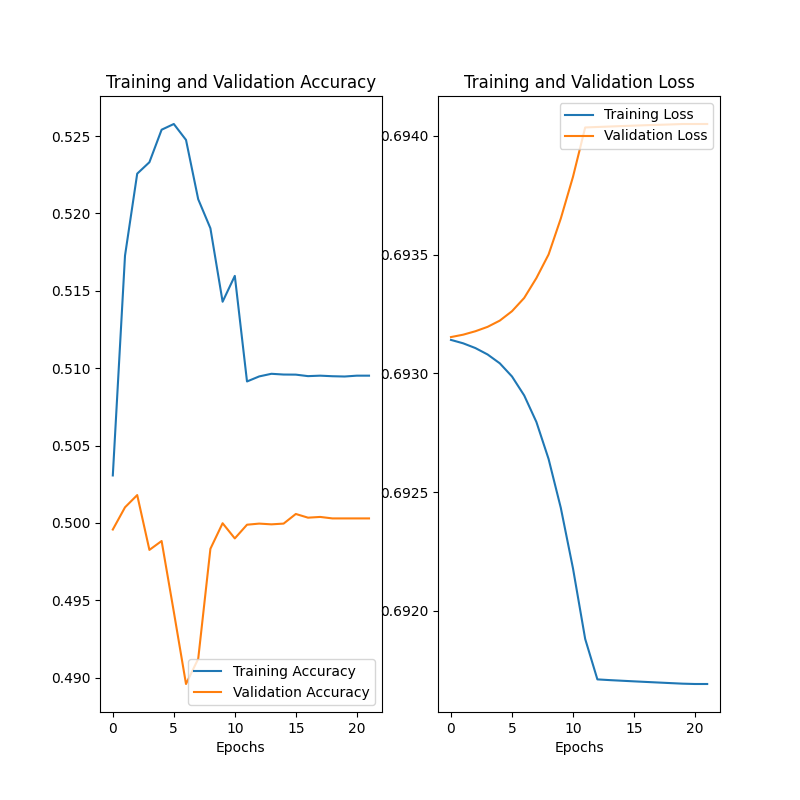 Training and Validation Accuracy
0.525
0.520
0.515
0.510
0.505
0.500
0.495
0.490
Training Accuracy
Validation Accuracy
0 5 10 15 20
Epochs
Training and Validation Loss
Training Loss
Validation Loss
0.6940
0.6935
0.6930
0.6925
0.6920
0 5 10 15 20
Epochs